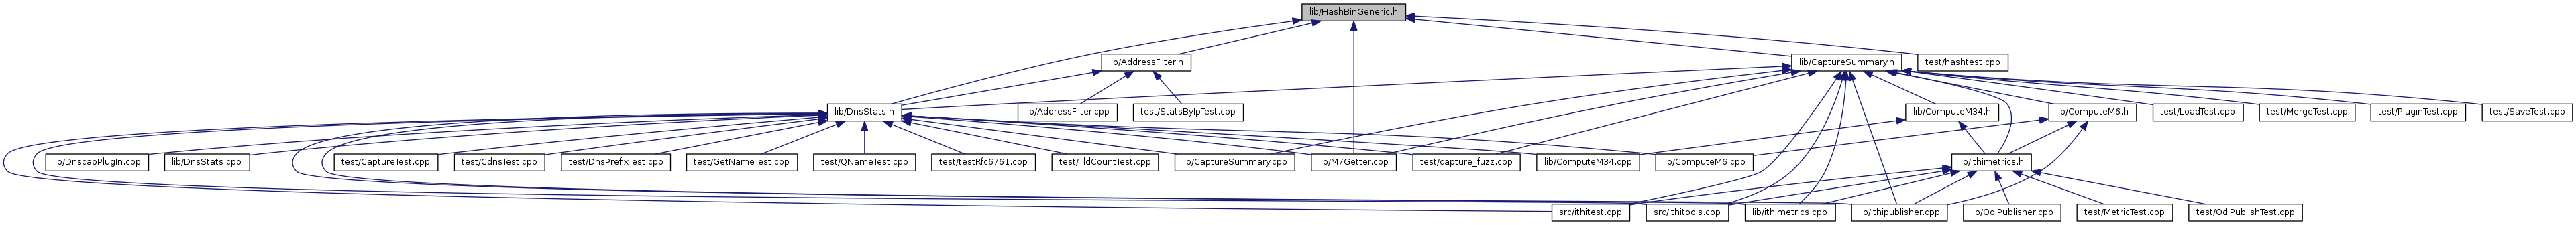 lib/HashBinGeneric.h
lib/AddressFilter.h
lib/CaptureSummary.h
test/hashtest.cpp
lib/DnsStats.h
lib/AddressFilter.cpp
test/StatsByIpTest.cpp
lib/ComputeM34.h
lib/ComputeM6.h
test/LoadTest.cpp
test/MergeTest.cpp
test/PluginTest.cpp
test/SaveTest.cpp
lib/DnscapPlugIn.cpp
lib/DnsStats.cpp
test/CaptureTest.cpp
test/CdnsTest.cpp
test/DnsPrefixTest.cpp
test/GetNameTest.cpp
test/QNameTest.cpp
test/testRfc6761.cpp
test/TldCountTest.cpp
lib/CaptureSummary.cpp
lib/M7Getter.cpp
test/capture_fuzz.cpp
lib/ComputeM34.cpp
lib/ComputeM6.cpp
lib/ithimetrics.h
src/ithitest.cpp
src/ithitools.cpp
lib/ithimetrics.cpp
lib/ithipublisher.cpp
lib/OdiPublisher.cpp
test/MetricTest.cpp
test/OdiPublishTest.cpp